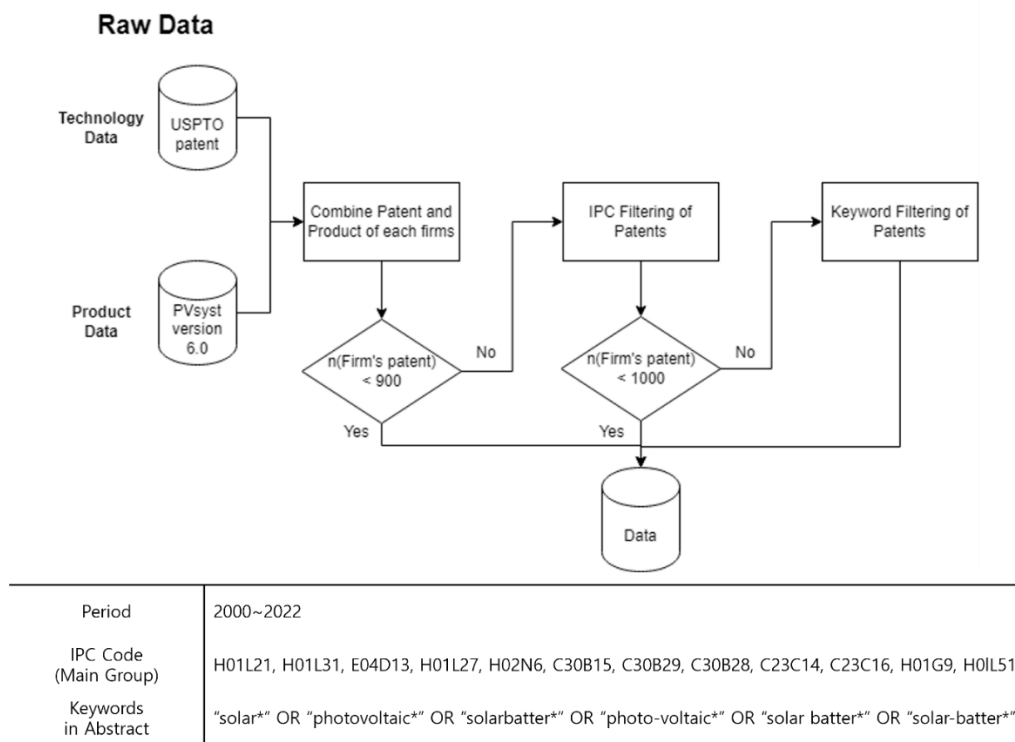 Raw Data
Technology
Data
USPTO
patent
Product
Data
PVsyst
version
6.0
Combine Patent and
Product of each firms
n(Firm's patent)
< 900
No
Yes
IPC Filtering of
Patents
n(Firm's patent)
< 1000
No
Yes
Keyword Filtering of
Patents
Data
Period
2000~2022
IPC Code
(Main Group)
H01L21, H01L31, E04D13, H01L27, H02N6, C30B15, C30B29, C30B28, C23C14, C23C16, H01G9, H0lL51
Keywords
in Abstract
"solar*" OR "photovoltaic*" OR "solarbatter*" OR "photo-voltaic*" OR "solar batter*" OR "solar-batter*"